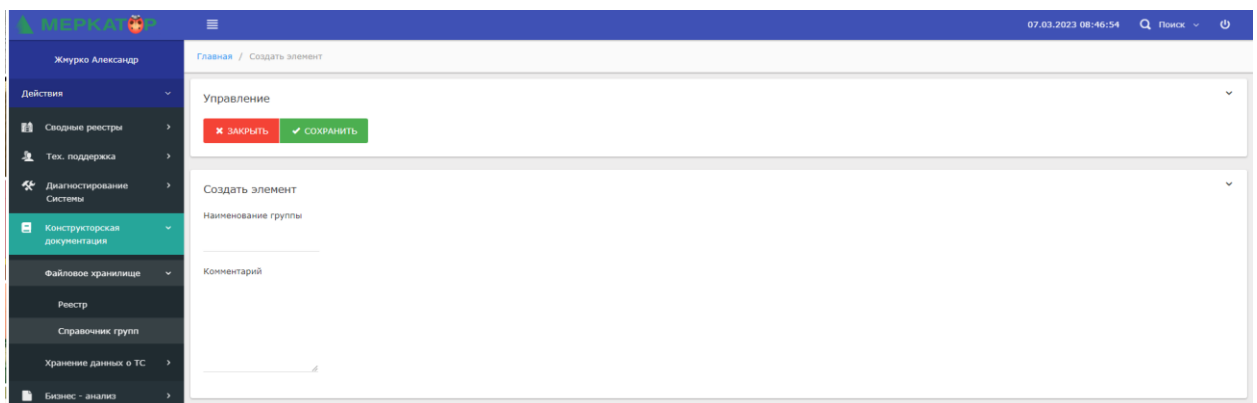 МЕРКАТОР
07.03.2023 08:46:54 Поиск
Жмурко Александр
Главная / Создать элемент
Действия
Управление
Сводные реестры
ЗАКРЫТЬ
СОХРАНИТЬ
Тех. поддержка
Диагностирование
Системы
Создать элемент
Наименование группы
Конструкторская
документация
Файловое хранилище
Комментарий
Реестр
Справочник групп
Хранение данных о ТС
Бизнес - анализ